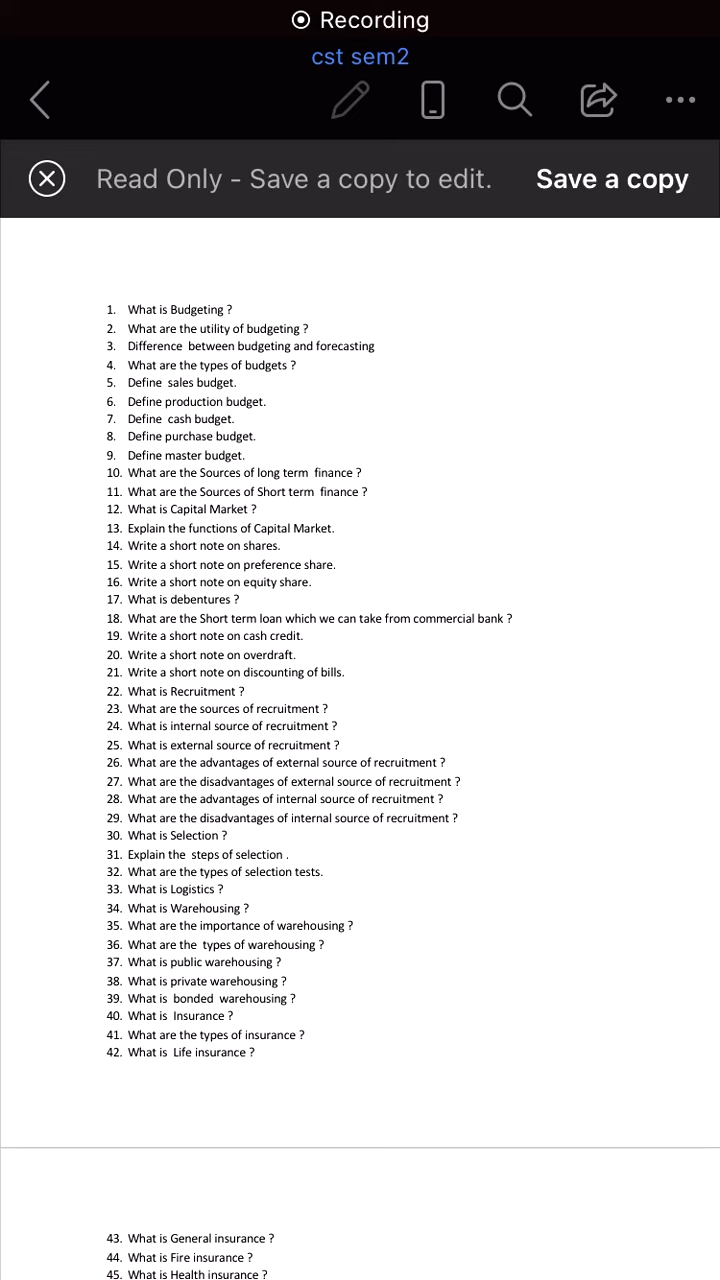 Recording
cst sem2
Read Only - Save a copy to edit. Save a copy
1. What is Budgeting ?
2. What are the utility of budgeting ?
3. Difference between budgeting and forecasting
4. What are the types of budgets ?
5. Define sales budget.
6. Define production budget.
7. Define cash budget.
8. Define purchase budget.
9. Define master budget.
10. What are the Sources of long term finance ?
11. What are the Sources of Short term finance ?
12. What is Capital Market ?
13. Explain the functions of Capital Market.
14. Write a short note on shares.
15. Write a short note on preference share.
16. Write a short note on equity share.
17. What is debentures ?
18. What are the Short term loan which we can take from commercial bank ?
19. Write a short note on cash credit.
20. Write a short note on overdraft.
21. Write a short note on discounting of bills.
22. What is Recruitment ?
23. What are the sources of recruitment ?
24. What is internal source of recruitment ?
25. What is external source of recruitment ?
26. What are the advantages of external source of recruitment ?
27. What are the disadvantages of external source of recruitment ?
28. What are the advantages of internal source of recruitment ?
29. What are the disadvantages of internal source of recruitment ?
30. What is Selection ?
31. Explain the steps of selection .
32. What are the types of selection tests.
33. What is Logistics ?
34. What is Warehousing ?
35. What are the importance of warehousing ?
36. What are the types of warehousing ?
37. What is public warehousing ?
38. What is private warehousing ?
39. What is bonded warehousing ?
40. What is Insurance ?
41. What are the types of insurance ?
42. What is Life insurance ?
43. What is General insurance ?
44. What is Fire insurance ?
45. What is Health insurance ?